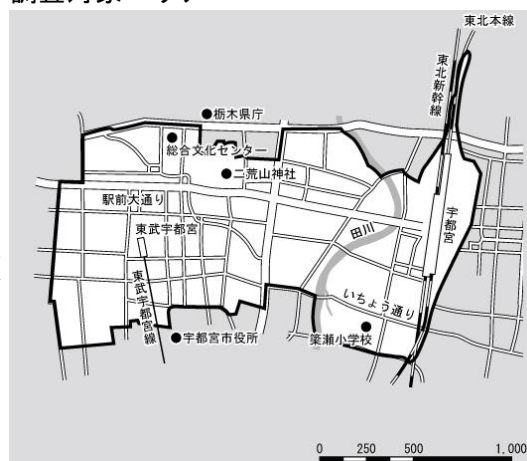 調査対象エリア
東北本線
東北新幹線
栃木県庁
総合文化センター
二荒山神社
駅前大通り
宇都宮
東武宇都宮
田川
東武宇都宮線
いちょう通り
宇都宮市役所
簗瀬小学校
0 250 500 1,000